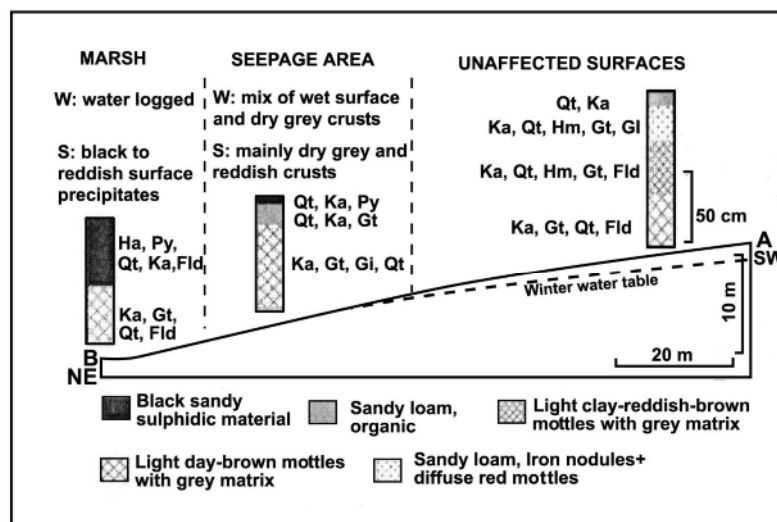 MARSH
W: water logged
S: black to
reddish surface
precipitates
Ha, Py,
Qt, Ka,Fld
Ka, Gt,
Qt, Fld
SEEPAGE AREA
W: mix of wet surface
and dry grey crusts
S: mainly dry grey and
reddish crusts
Qt, Ka, Py
Qt, Ka, Gt
Ka, Gt, Gi, Qt
UNAFFECTED SURFACES
Qt, Ka
Ka, Qt, Hm, Gt, Gl
Ka, Qt, Hm, Gt, Fld
Ka, Gt, Qt, Fld
50 cm
A
SW
Winter water table
10 m
20 m
B
NE
Black sandy
sulphidic material
Sandy loam,
organic
Light clay-reddish-brown
mottles with grey matrix
Light day-brown mottles
with grey matrix
Sandy loam, Iron nodules+
diffuse red mottles